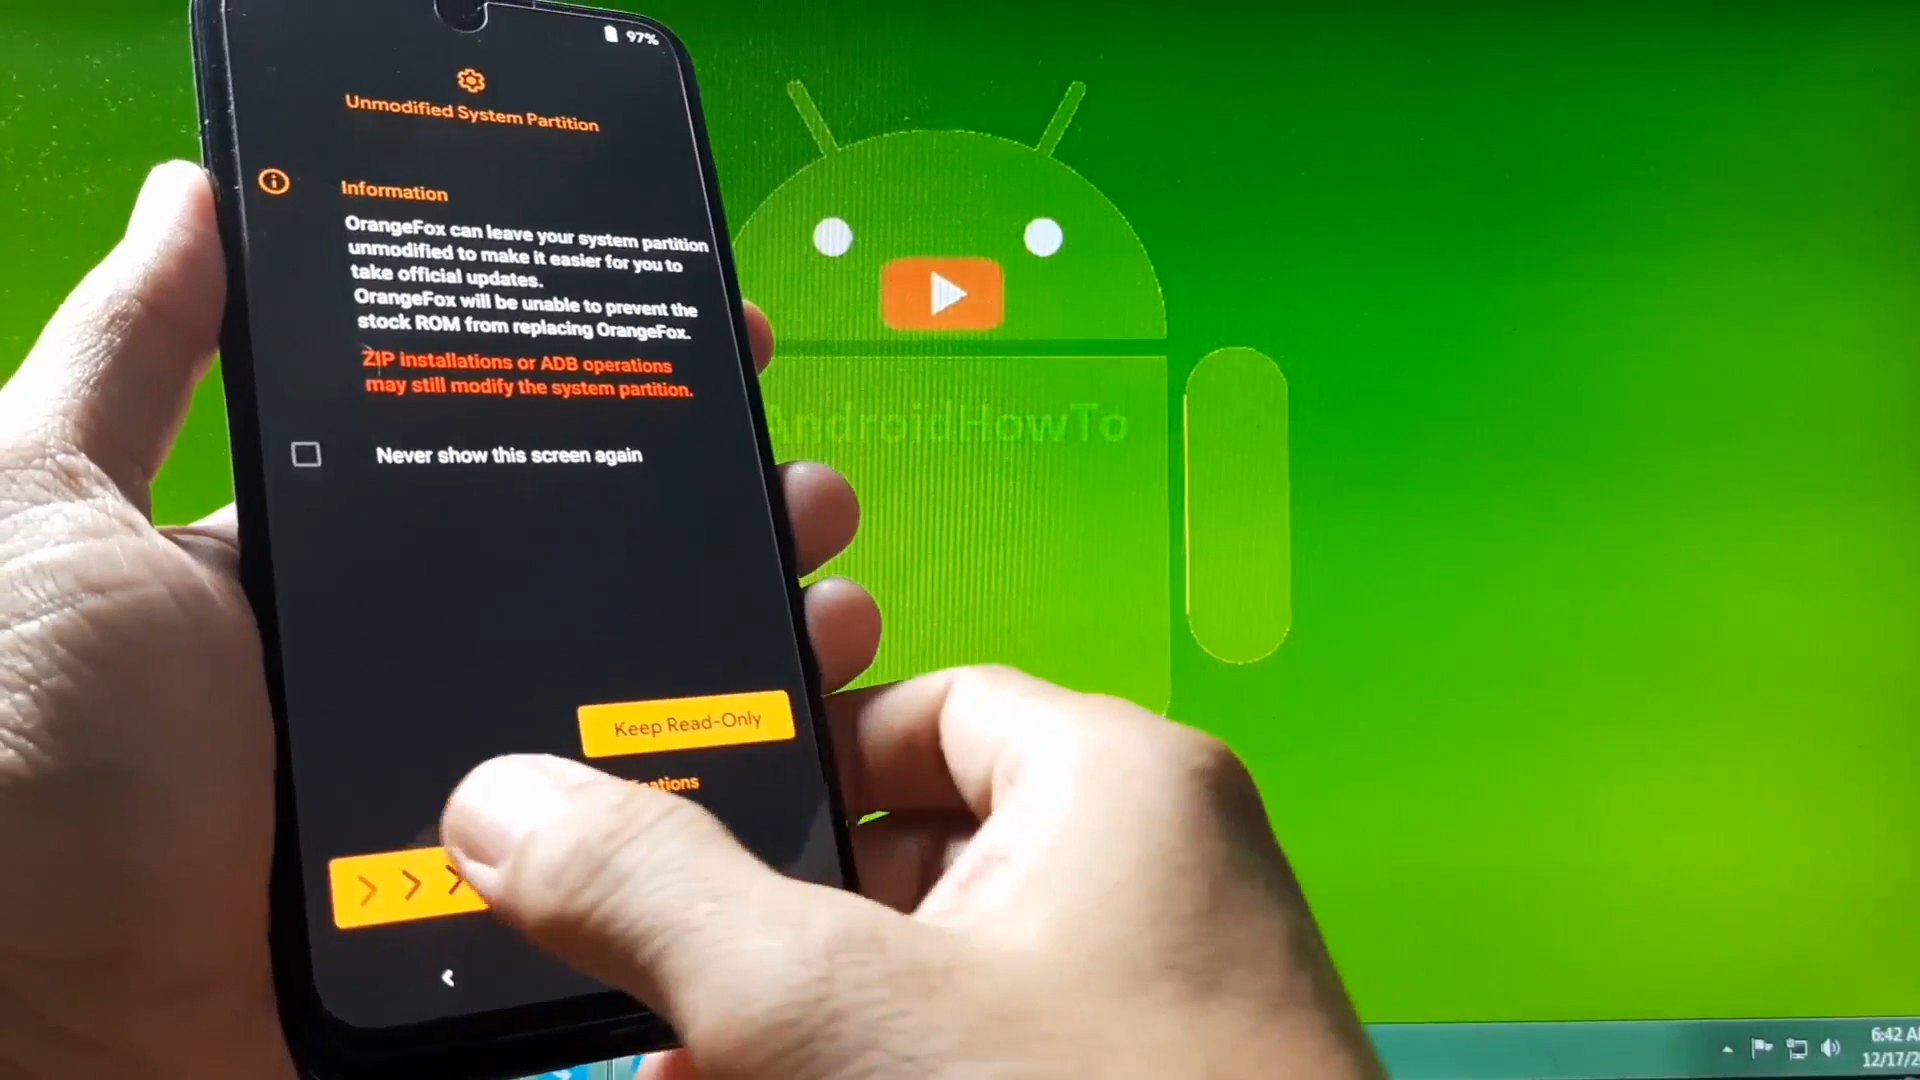 97%
Unmodified System Partition
Information
OrangeFox can leave your system partition
unmodified to make it easier for you to
take official updates.
OrangeFox will be unable to prevent the
stock ROM from replacing OrangeFox.
ZIP installations or ADB operations
may still modify the system partition.
Never show this screen again
Keep Read-Only
AndroidHowTo
6:42